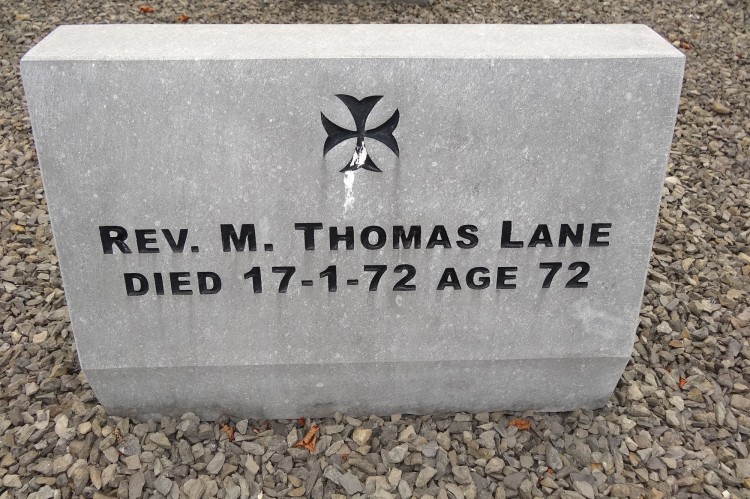 REV. M. THOMAS LANE
DIED 17-1-72 AGE 72